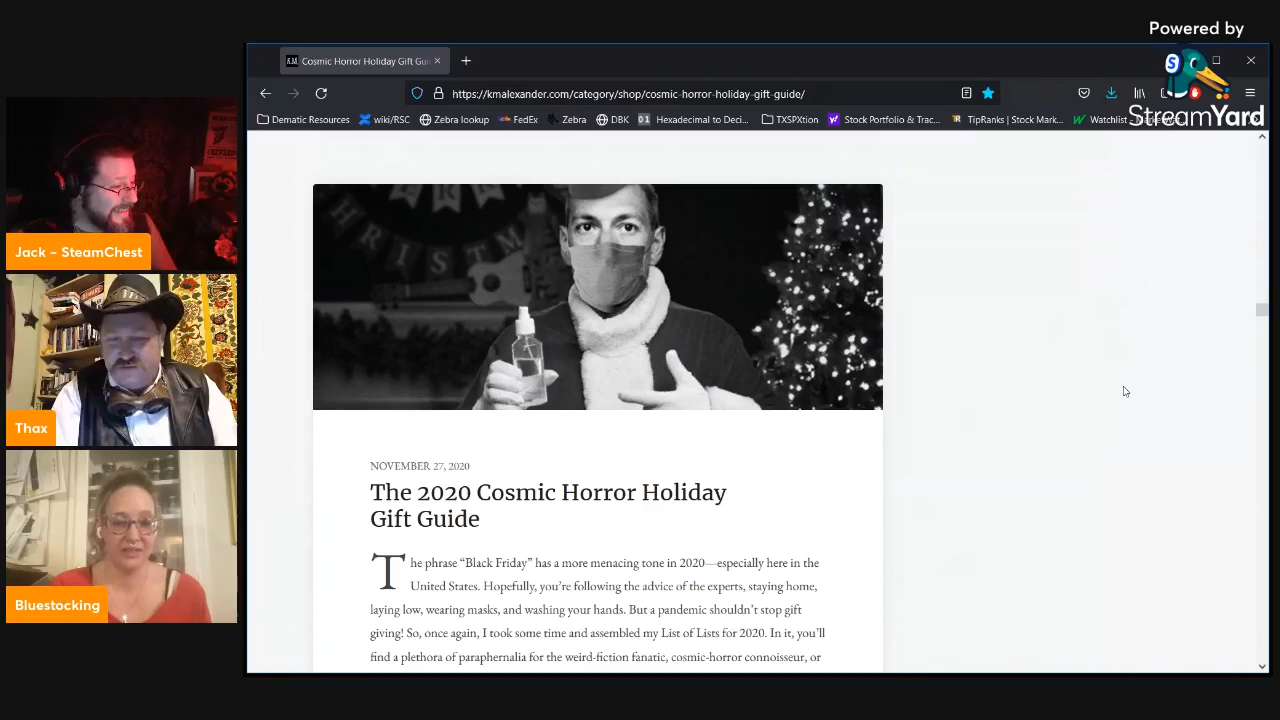 Powered by
StreamYard
Cosmic Horror Holiday Gift Gui
https://kmalexander.com/category/shop/cosmic-horror-holiday-gift-guide/
Dematic Resources
wiki/RSC
Zebra lookup
FedEx
Zebra
DBK
01 Hexadecimal to Deci...
TXSPXtion
Stock Portfolio & Trac...
TipRanks | Stock Mark...
Watchlist -
HRISTM
Jack - SteamChest
Thax
Bluestocking
NOVEMBER 27, 2020
The 2020 Cosmic Horror Holiday
Gift Guide
The phrase “Black Friday” has a more menacing tone in 2020—especially here in the
United States. Hopefully, you’re following the advice of the experts, staying home,
laying low, wearing masks, and washing your hands. But a pandemic shouldn’t stop gift
giving! So, once again, I took some time and assembled my List of Lists for 2020. In it, you’ll
find a plethora of paraphernalia for the weird-fiction fanatic, cosmic-horror connoisseur, or